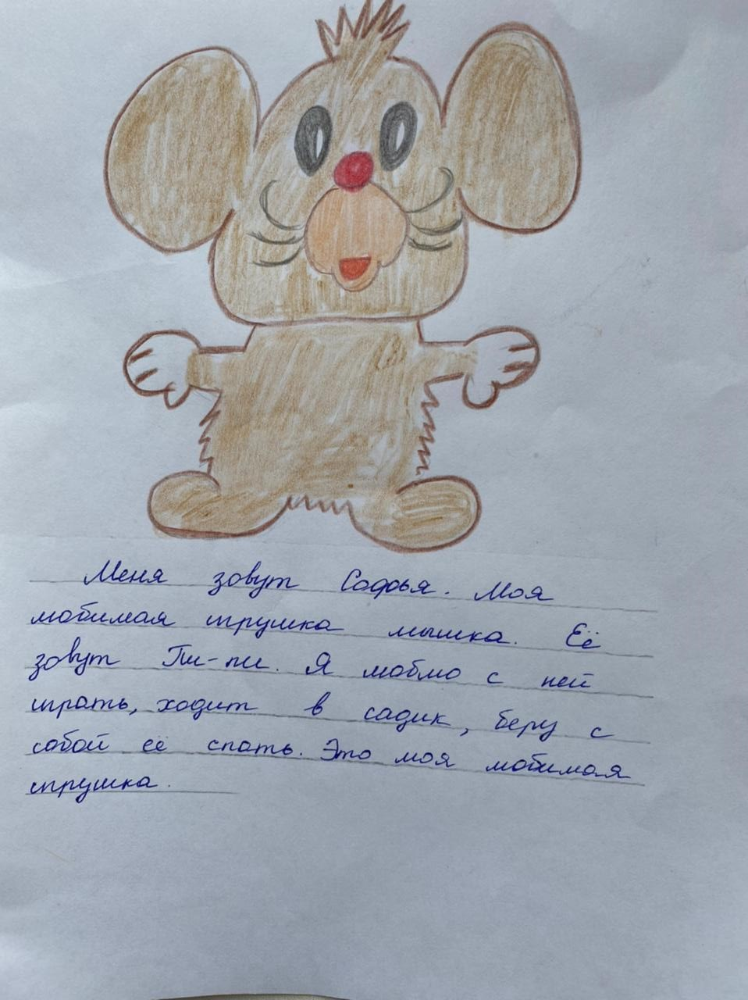 Меня зовут Софья. Моя
любимая игрушка мышка. Её
зовут Пи-пи. Я люблю с ней
играть, ходит в садик, беру с
собой её спать. Это моя любимая
игрушка.